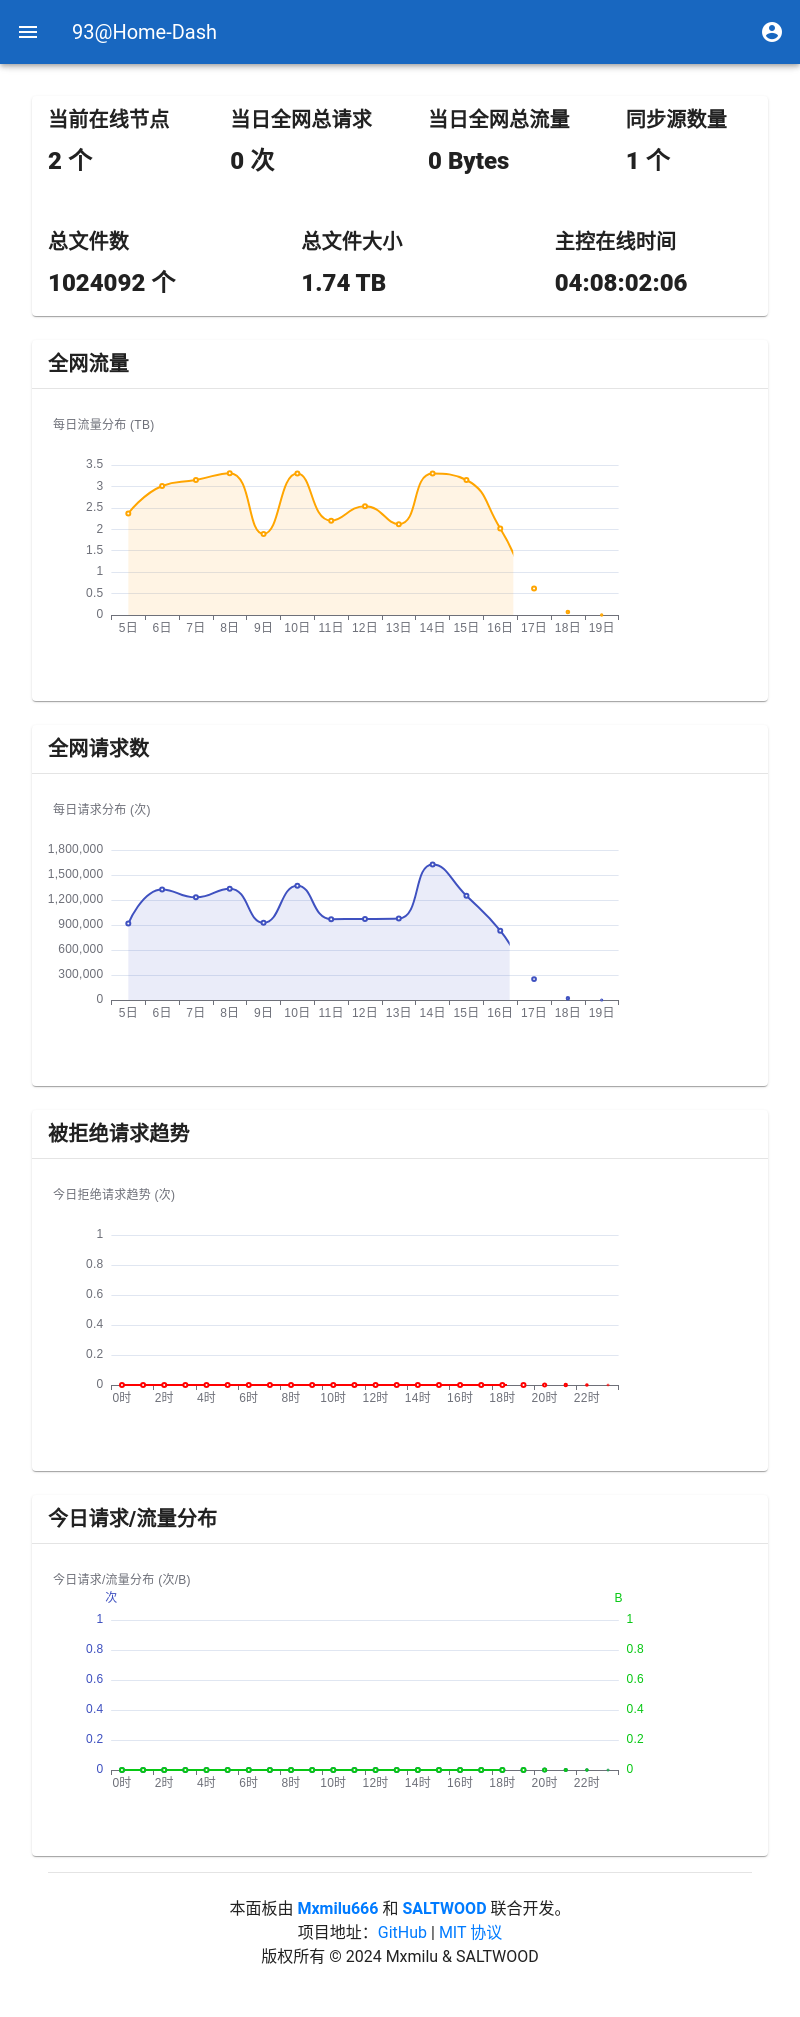 93@Home-Dash
当前在线节点 当日全网总请求 当日全网总流量 同步源数量
2 个 0 次 0 Bytes 1 个
总文件数 总文件大小 主控在线时间
1024092 个 1.74 TB 04:08:02:06
全网流量
每日流量分布 (TB)
3.5
3
2.5
2
1.5
1
0.5
0
5日 6日 7日 8日 9日 10日 11日 12日 13日 14日 15日 16日 17日 18日 19日
全网请求数
每日请求分布 (次)
1,800,000
1,500,000
1,200,000
900,000
600,000
300,000
0
5日 6日 7日 8日 9日 10日 11日 12日 13日 14日 15日 16日 17日 18日 19日
被拒绝请求趋势
今日拒绝请求趋势 (次)
1
0.8
0.6
0.4
0.2
0
0时 2时 4时 6时 8时 10时 12时 14时 16时 18时 20时 22时
今日请求/流量分布
今日请求/流量分布 (次/B)
次 B
1 1
0.8 0.8
0.6 0.6
0.4 0.4
0.2 0.2
0 0
0时 2时 4时 6时 8时 10时 12时 14时 16时 18时 20时 22时
本面板由 Mxmilu666 和 SALTWOOD 联合开发。
项目地址：GitHub | MIT 协议
版权所有 © 2024 Mxmilu & SALTWOOD